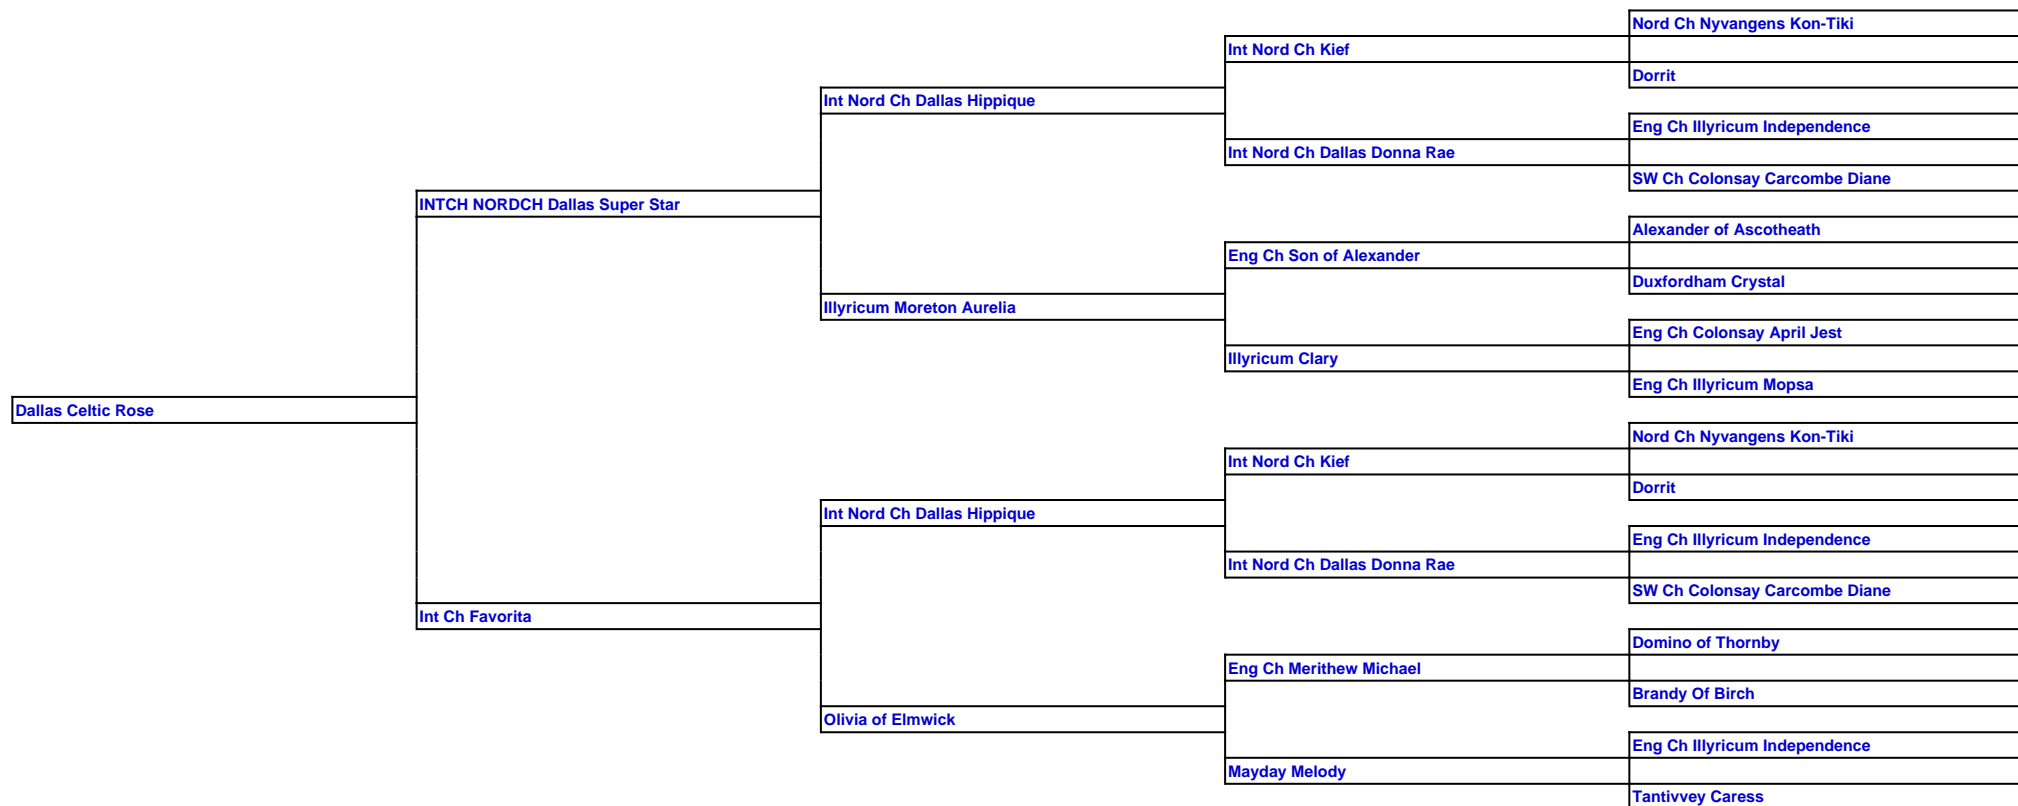 Nord Ch Nyvangens Kon-Tiki
Int Nord Ch Kief
Dorrit
Int Nord Ch Dallas Hippique
Eng Ch Illyricum Independence
Int Nord Ch Dallas Donna Rae
SW Ch Colonsay Carcombe Diane
INTCH NORDCH Dallas Super Star
Alexander of Ascotheath
Eng Ch Son of Alexander
Duxfordham Crystal
Illyricum Moreton Aurelia
Eng Ch Colonsay April Jest
Illyricum Clary
Eng Ch Illyricum Mopsa
Dallas Celtic Rose
Nord Ch Nyvangens Kon-Tiki
Int Nord Ch Kief
Dorrit
Int Nord Ch Dallas Hippique
Eng Ch Illyricum Independence
Int Nord Ch Dallas Donna Rae
SW Ch Colonsay Carcombe Diane
Int Ch Favorita
Domino of Thornby
Eng Ch Merithew Michael
Brandy Of Birch
Olivia of Elmwick
Eng Ch Illyricum Independence
Mayday Melody
Tantivvey Caress